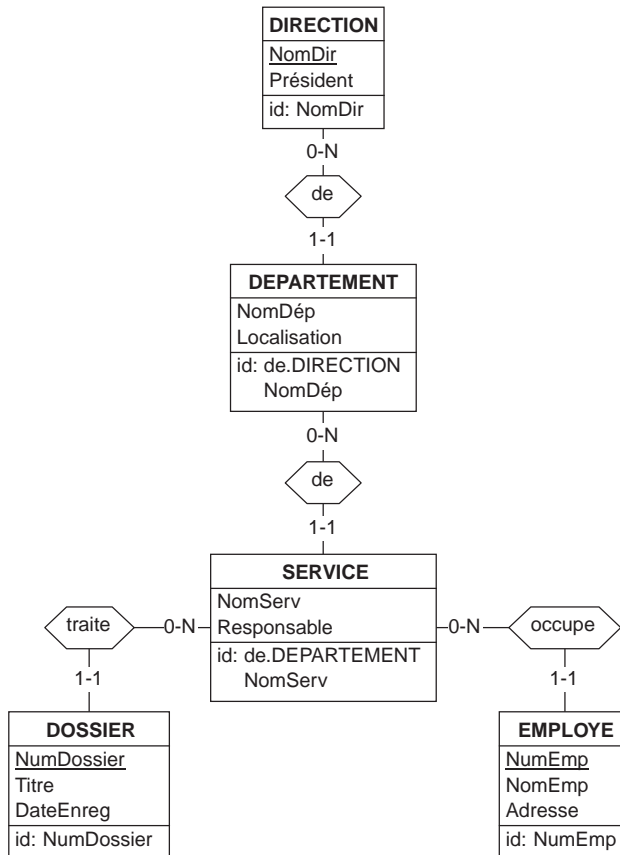 DIRECTION
NomDir
Président
id: NomDir
0-N
de
1-1
DEPARTEMENT
NomDép
Localisation
id: de.DIRECTION
NomDép
0-N
de
1-1
SERVICE
NomServ
Responsable
id: de.DEPARTEMENT
NomServ
traite
0-N
0-N
occupe
1-1
1-1
DOSSIER
NumDossier
Titre
DateEnreg
id: NumDossier
EMPLOYE
NumEmp
NomEmp
Adresse
id: NumEmp